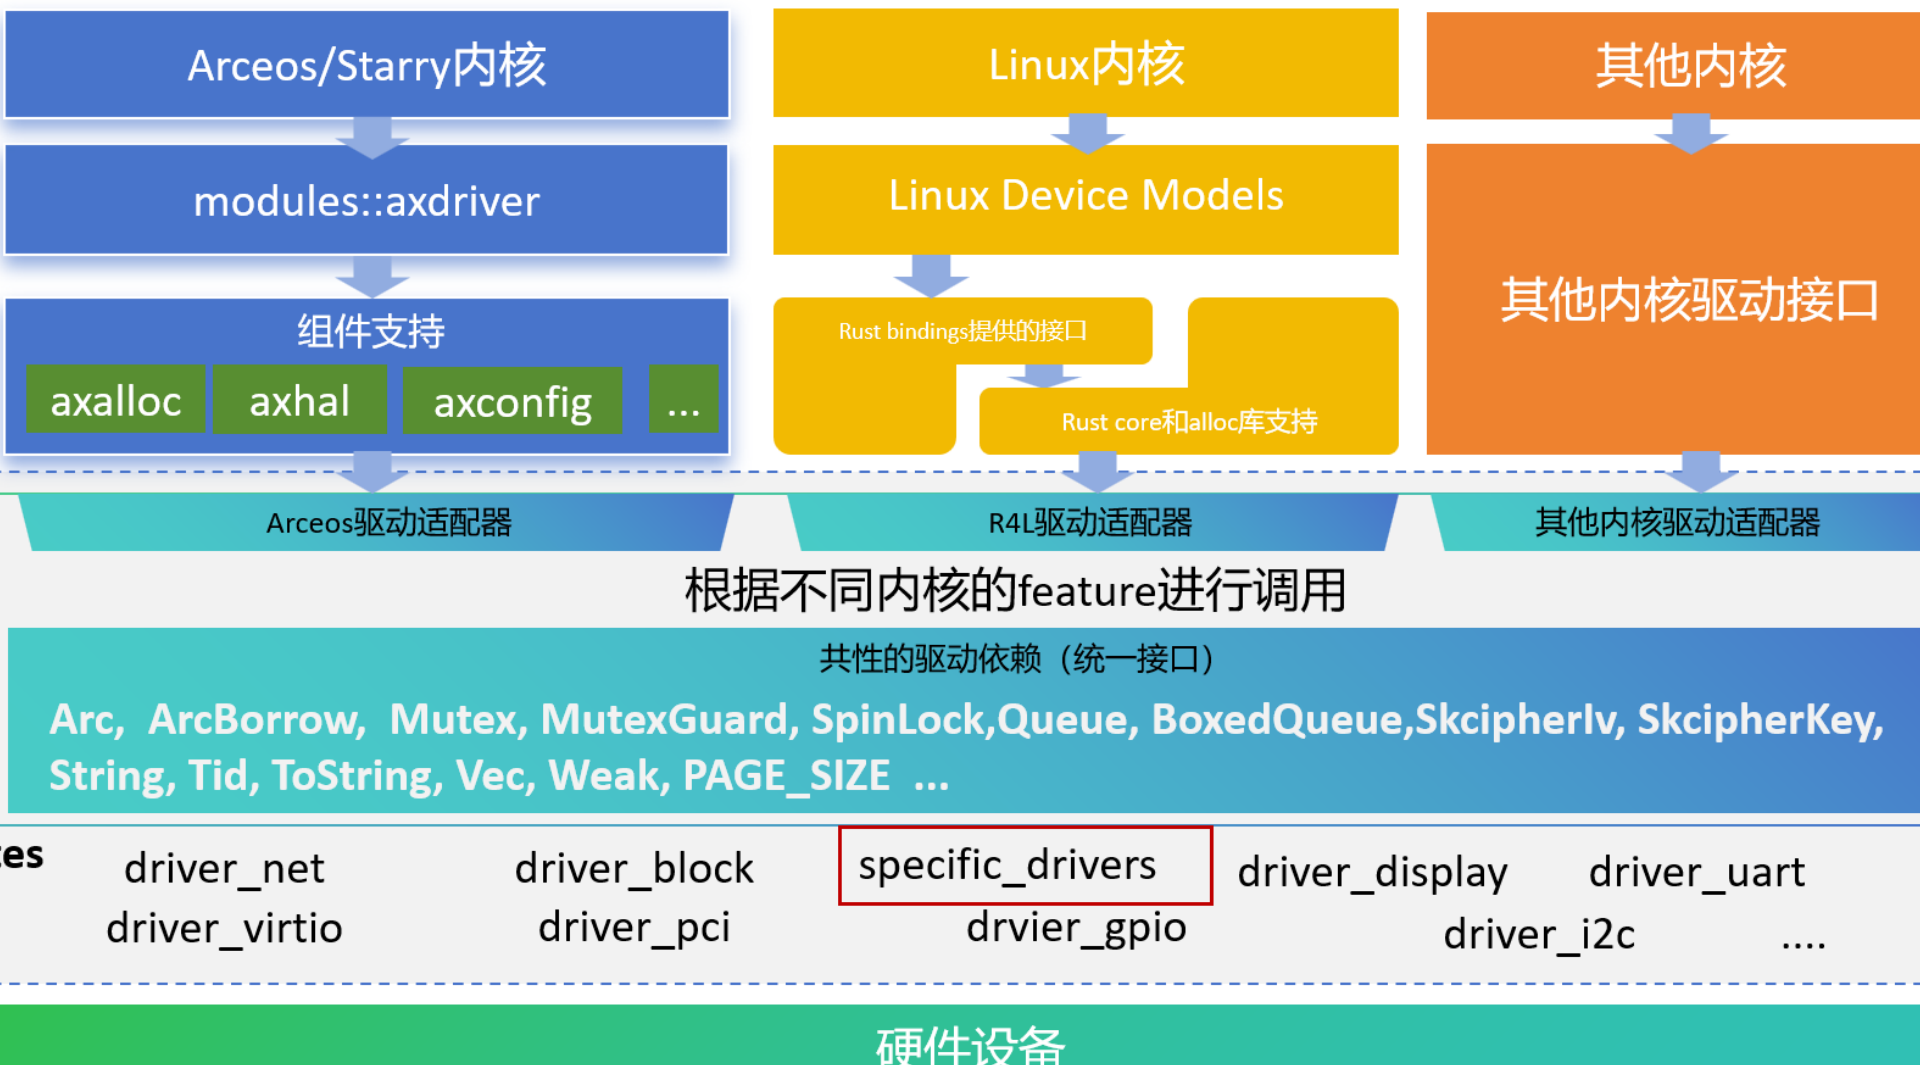 Arceos/Starry内核
Linux内核
其他内核
modules::axdriver
Linux Device Models
其他内核驱动接口
组件支持
axalloc
axhal
axconfig
...
Rust bindings提供的接口
Rust core和alloc库支持
Arceos驱动适配器
R4L驱动适配器
其他内核驱动适配器
根据不同内核的feature进行调用
共性的驱动依赖（统一接口）
Arc, ArcBorrow, Mutex, MutexGuard, SpinLock,Queue, BoxedQueue,SkcipherIv, SkcipherKey,
String, Tid, ToString, Vec, Weak, PAGE_SIZE ...
driver_net
driver_block
specific_drivers
driver_display
driver_uart
driver_virtio
driver_pci
drvier_gpio
driver_i2c
....
硬件设备